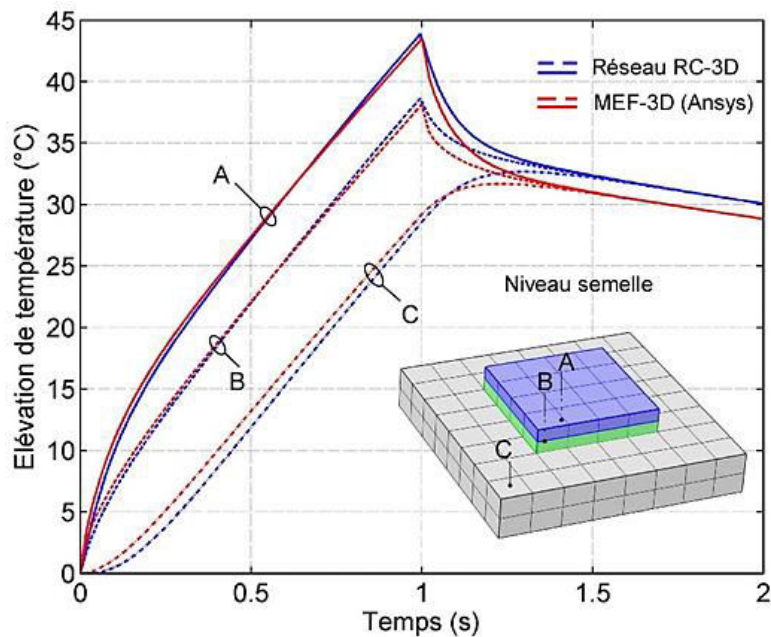 45
40
35
30
25
20
15
10
5
0
Elévation de température (°C)
Réseau RC-3D
MEF-3D (Ansys)
A
B
C
Niveau semelle
A
B
C
0
0.5
1
1.5
2
Temps (s)